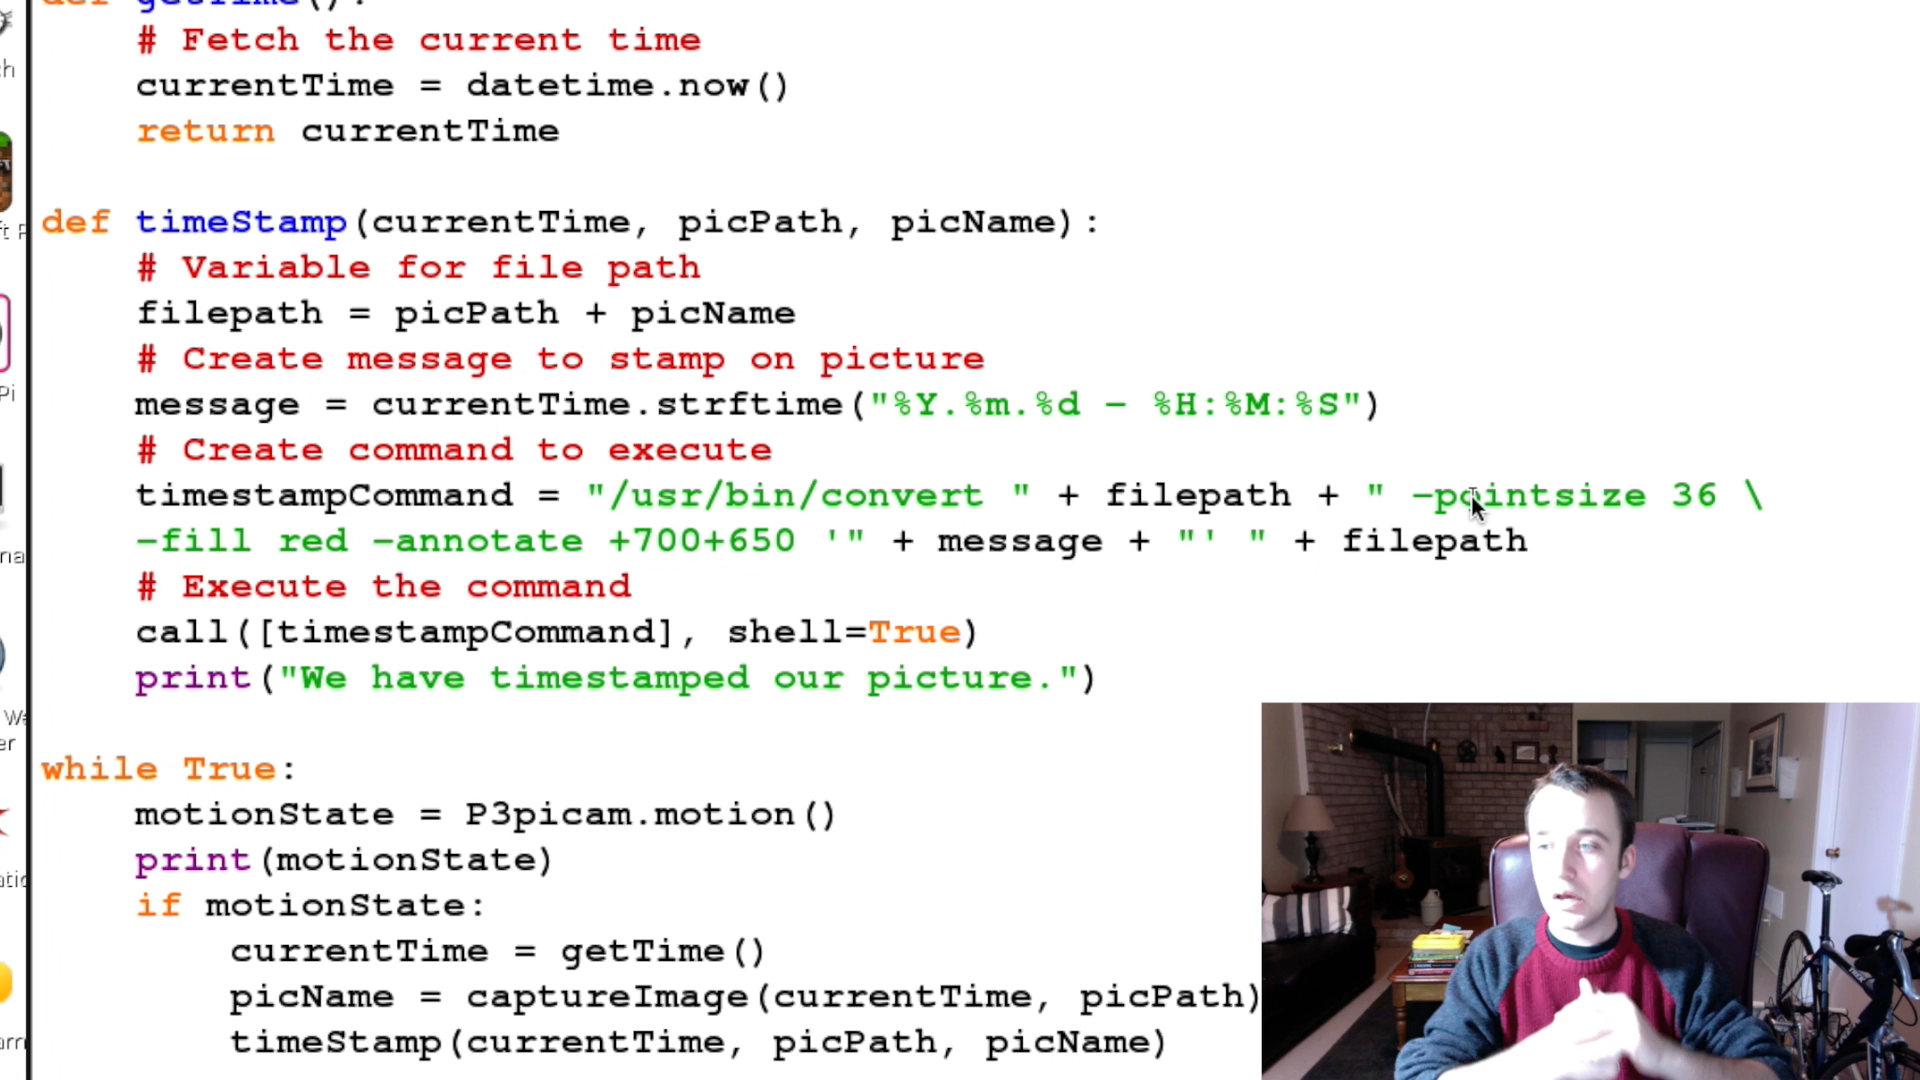 def getTime():
# Fetch the current time
currentTime = datetime.now()
return currentTime
def timeStamp(currentTime, picPath, picName):
# Variable for file path
filepath = picPath + picName
# Create message to stamp on picture
message = currentTime.strftime("%Y.%m.%d - %H:%M:%S")
# Create command to execute
timestampCommand = "/usr/bin/convert " + filepath + " -pointsize 36 \
-fill red -annotate +700+650 '" + message + "' " + filepath
# Execute the command
call([timestampCommand], shell=True)
print("We have timestamped our picture.")
while True:
motionState = P3picam.motion()
print(motionState)
if motionState:
currentTime = getTime()
picName = captureImage(currentTime, picPath)
timeStamp(currentTime, picPath, picName)